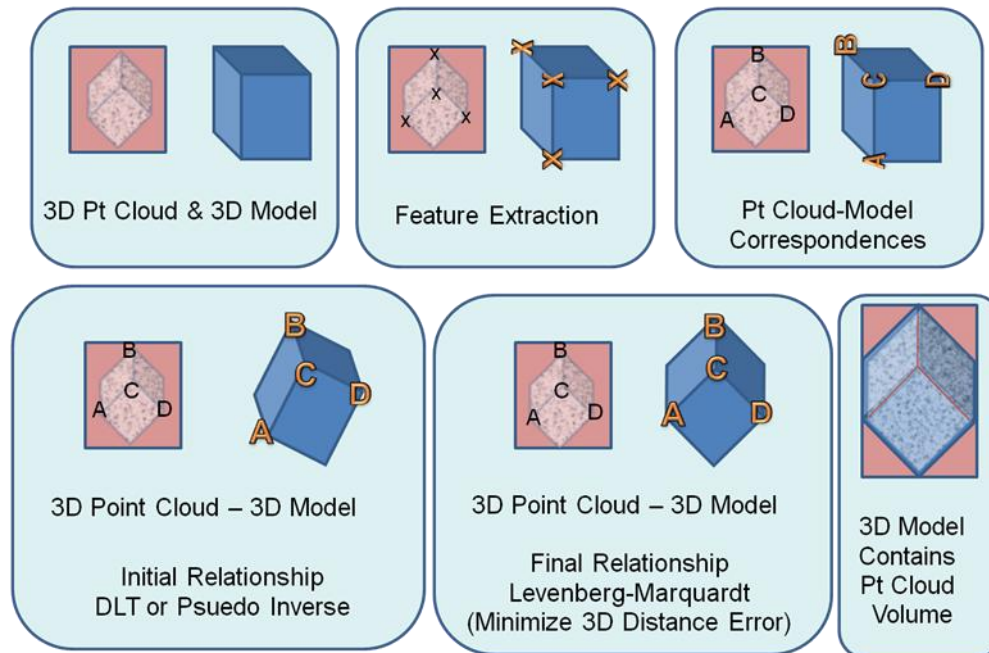 3D Pt Cloud & 3D Model
x
x
x
x
X
X
X
X
Feature Extraction
B
C
A
D
B
C
D
A
Pt Cloud-Model
Correspondences
B
C
A
D
B
C
D
A
3D Point Cloud – 3D Model
Initial Relationship
DLT or Psuedo Inverse
B
C
A
D
B
C
A
D
3D Point Cloud – 3D Model
Final Relationship
Levenberg-Marquardt
(Minimize 3D Distance Error)
3D Model
Contains
Pt Cloud
Volume